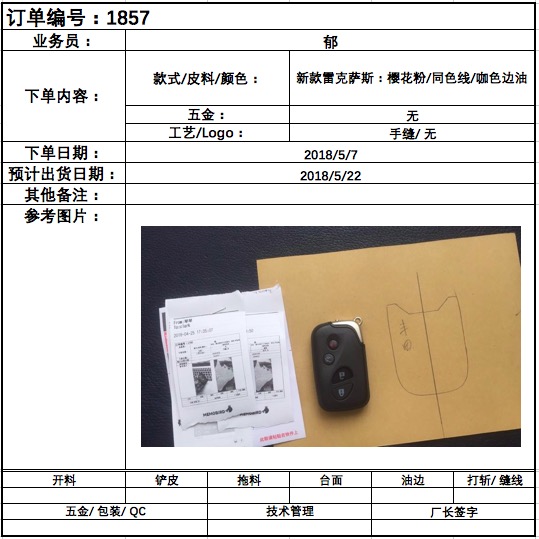 订单编号：1857
业务员：
郁
下单内容：
款式/皮料/颜色：
新款雷克萨斯：樱花粉/同色线/咖色边油
五金：
无
工艺/Logo：
手缝/ 无
下单日期：
2018/5/7
预计出货日期：
2018/5/22
其他备注：
参考图片：
开料
铲皮
拖料
台面
油边
打斩/ 缝线
五金/ 包装/ QC
技术管理
厂长签字